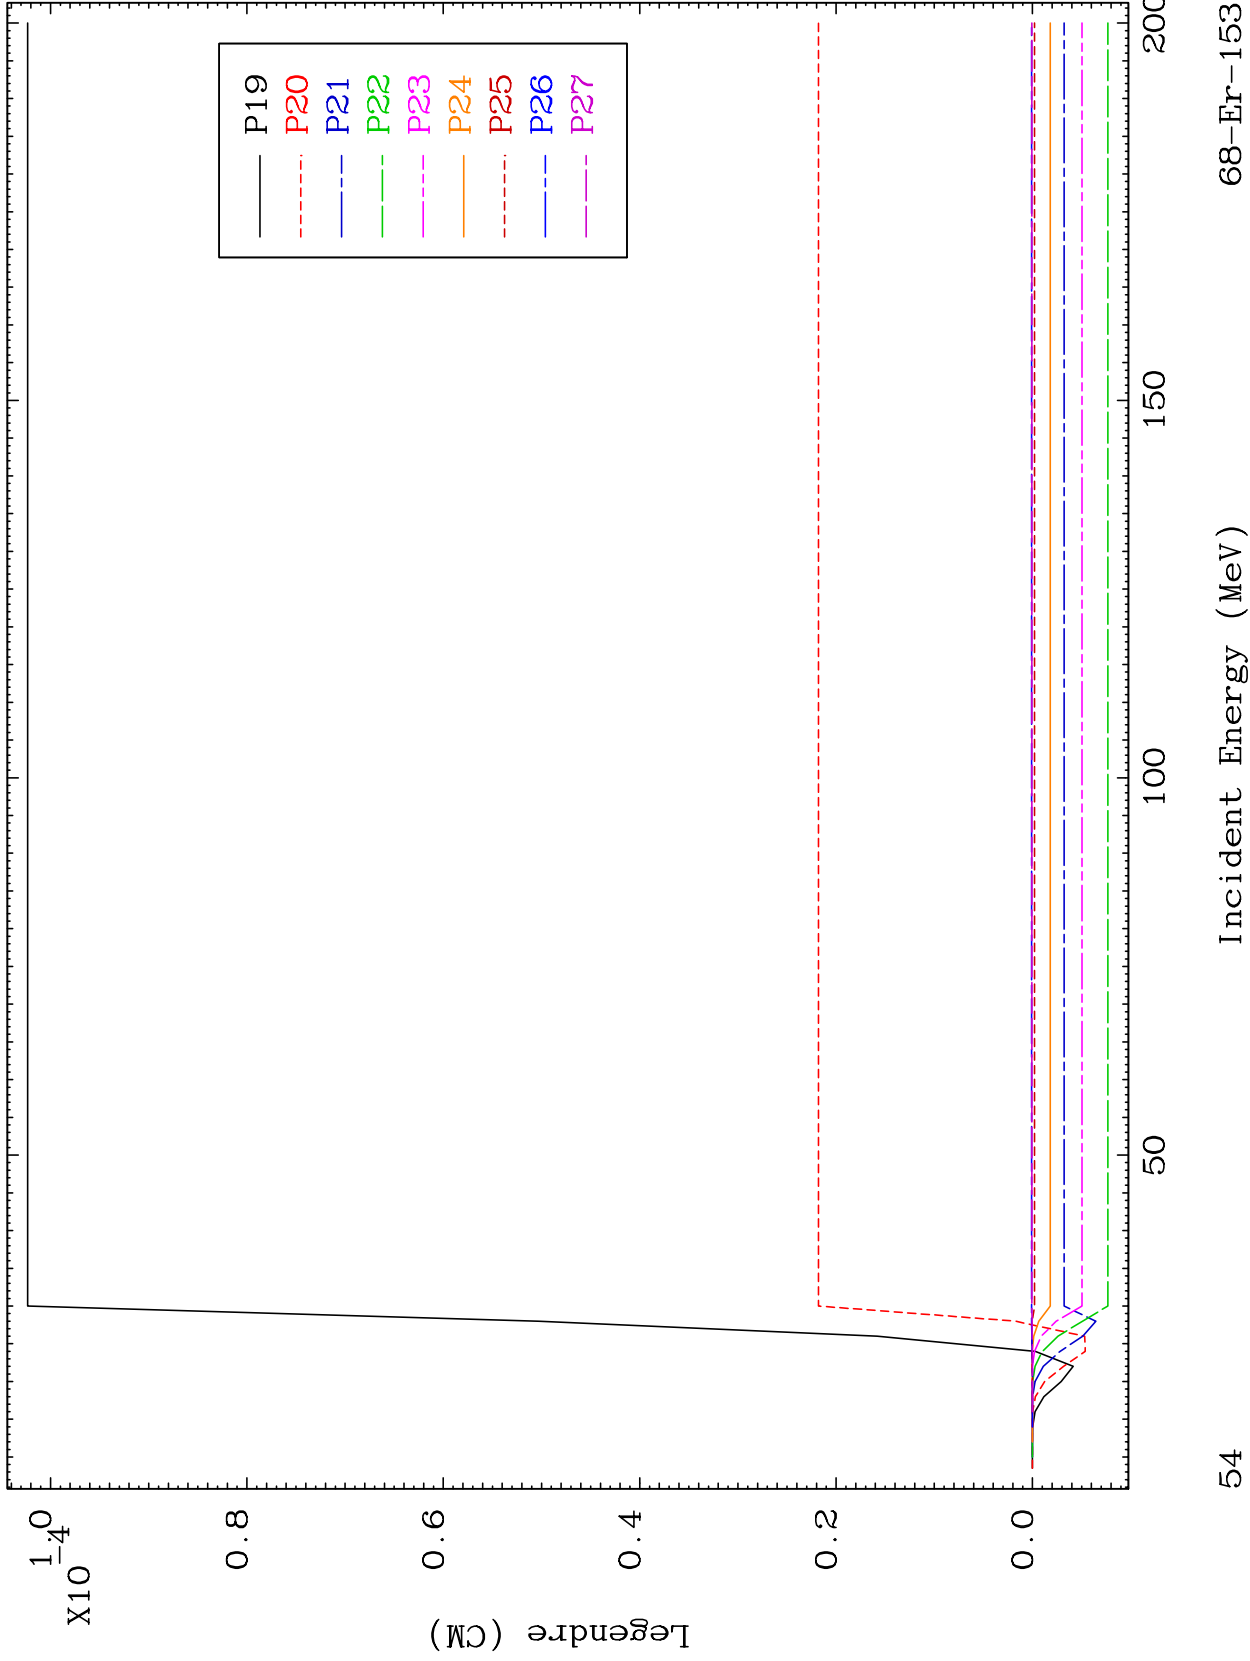 X10
-4
1.0
0.8
0.6
0.4
0.2
0.0
Legendre (CM)
P19
P20
P21
P22
P23
P24
P25
P26
P27
50
100
150
200
Incident Energy (MeV)
54
68-Er-153